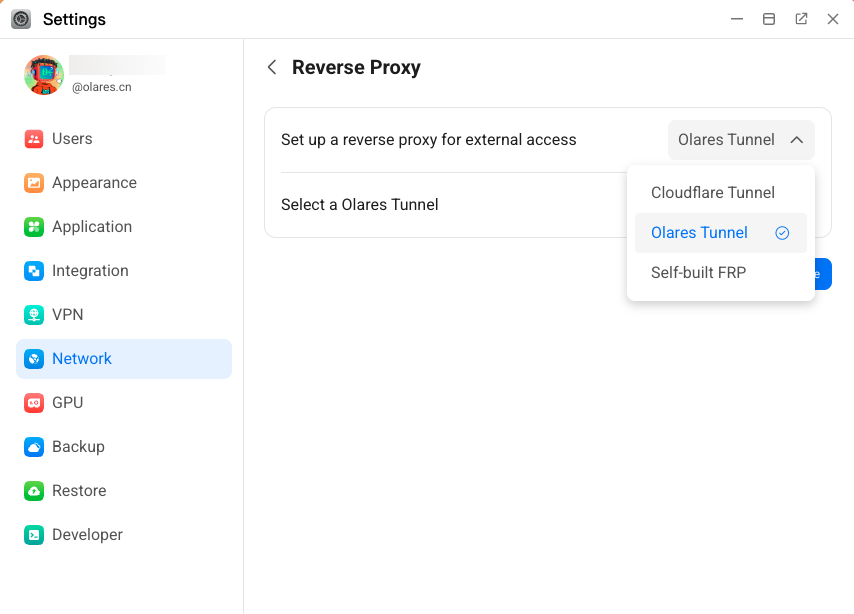 Settings
@olares.cn
Users
Appearance
Application
Integration
VPN
Network
GPU
Backup
Restore
Developer
Reverse Proxy
Set up a reverse proxy for external access
Olares Tunnel
Select a Olares Tunnel
Cloudflare Tunnel
Olares Tunnel
Self-built FRP